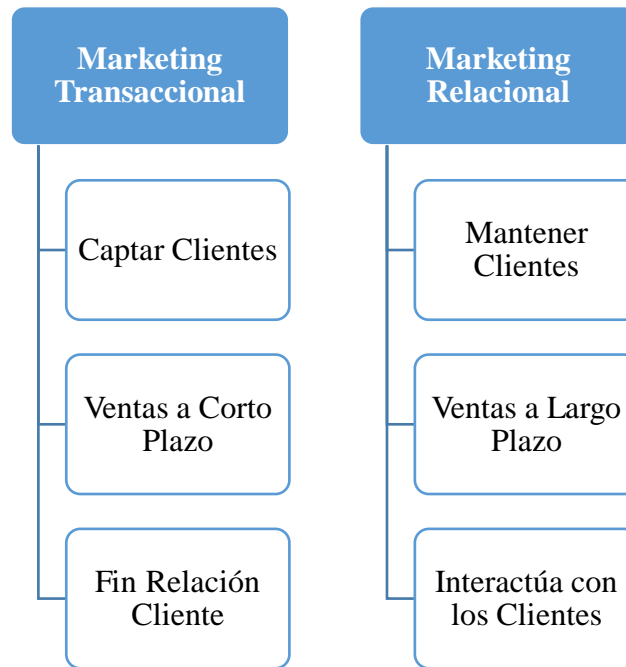 Marketing
Transaccional
Captar Clientes
Ventas a Corto
Plazo
Fin Relación
Cliente
Marketing
Relacional
Mantener
Clientes
Ventas a Largo
Plazo
Interactúa con
los Clientes